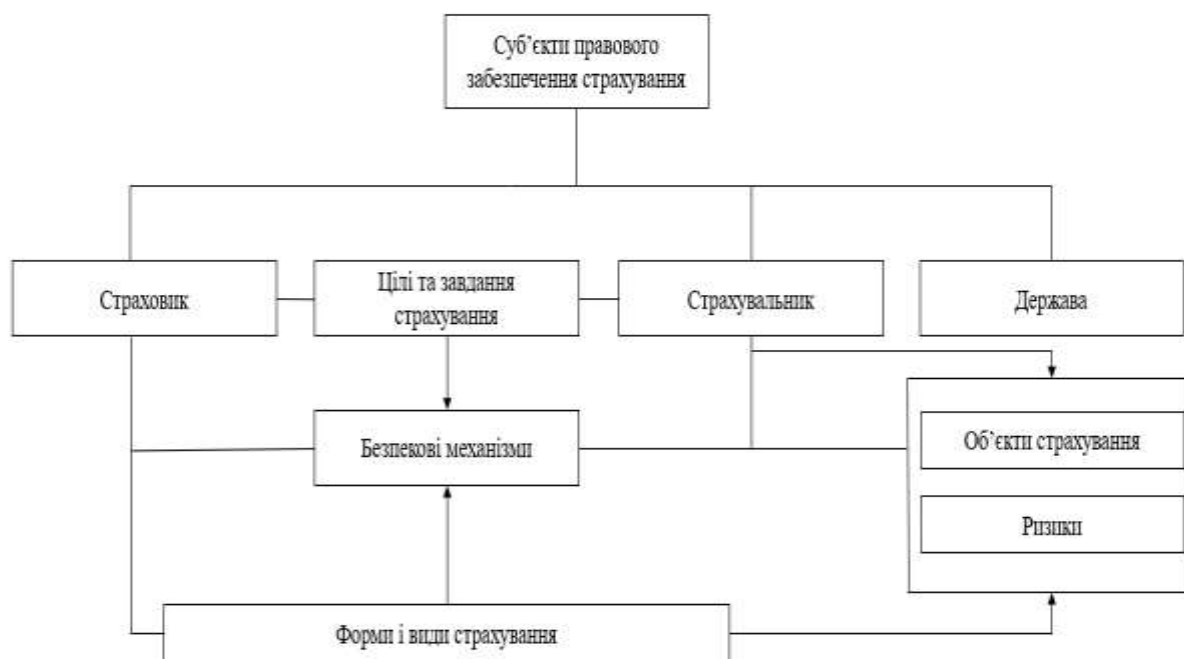 Суб’єкти правового
забезпечення страхування
Страховик
Цілі та завдання
страхування
Страхувальник
Держава
Безпекові механізми
Об’єкти страхування
Ризики
Форми і види страхування